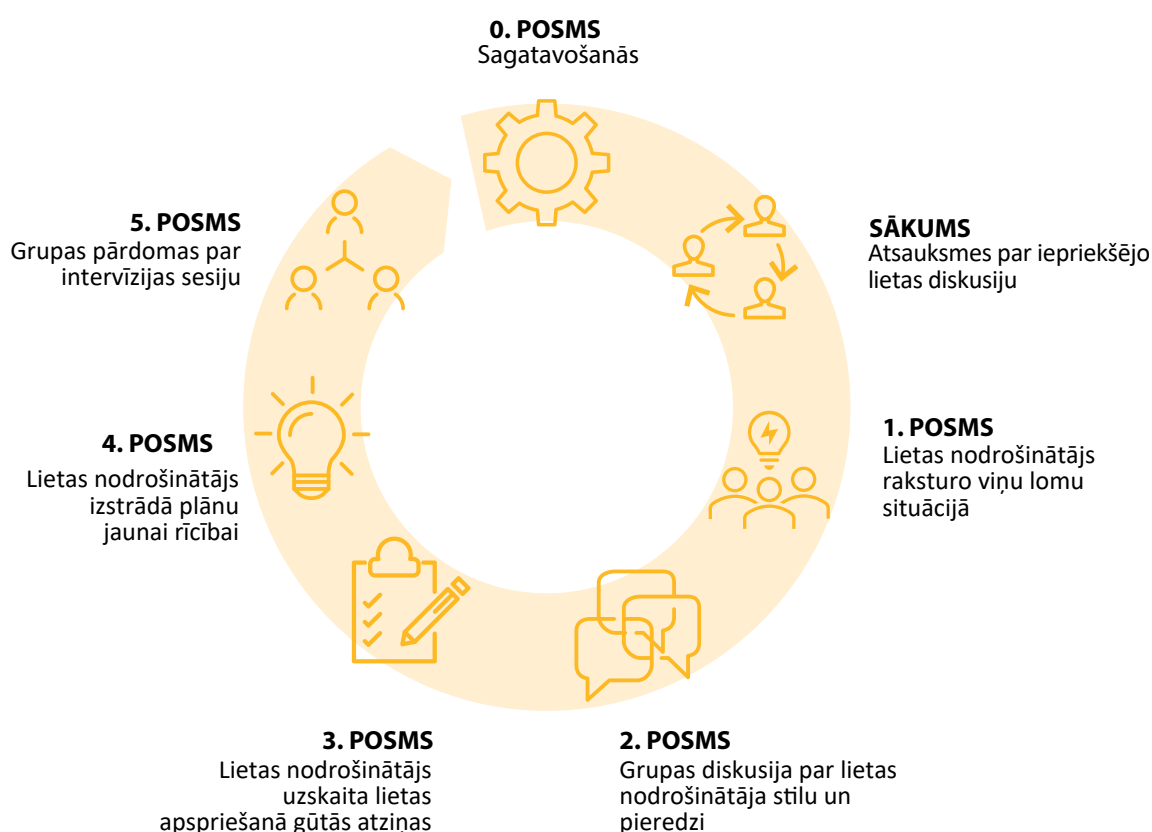 0. POSMS
Sagatavošanās
SĀKUMS
Atsauksmes par iepriekšējo
lietas diskusiju
1. POSMS
Lietas nodrošinātājs
raksturo viņu lomu
situācijā
2. POSMS
Grupas diskusija par lietas
nodrošinātāja stilu un
pieredzi
3. POSMS
Lietas nodrošinātājs
uzskaita lietas
apspriešanā gūtās atziņas
4. POSMS
Lietas nodrošinātājs
izstrādā plānu
jaunai rīcībai
5. POSMS
Grupas pārdomas par
intervīzijas sesiju